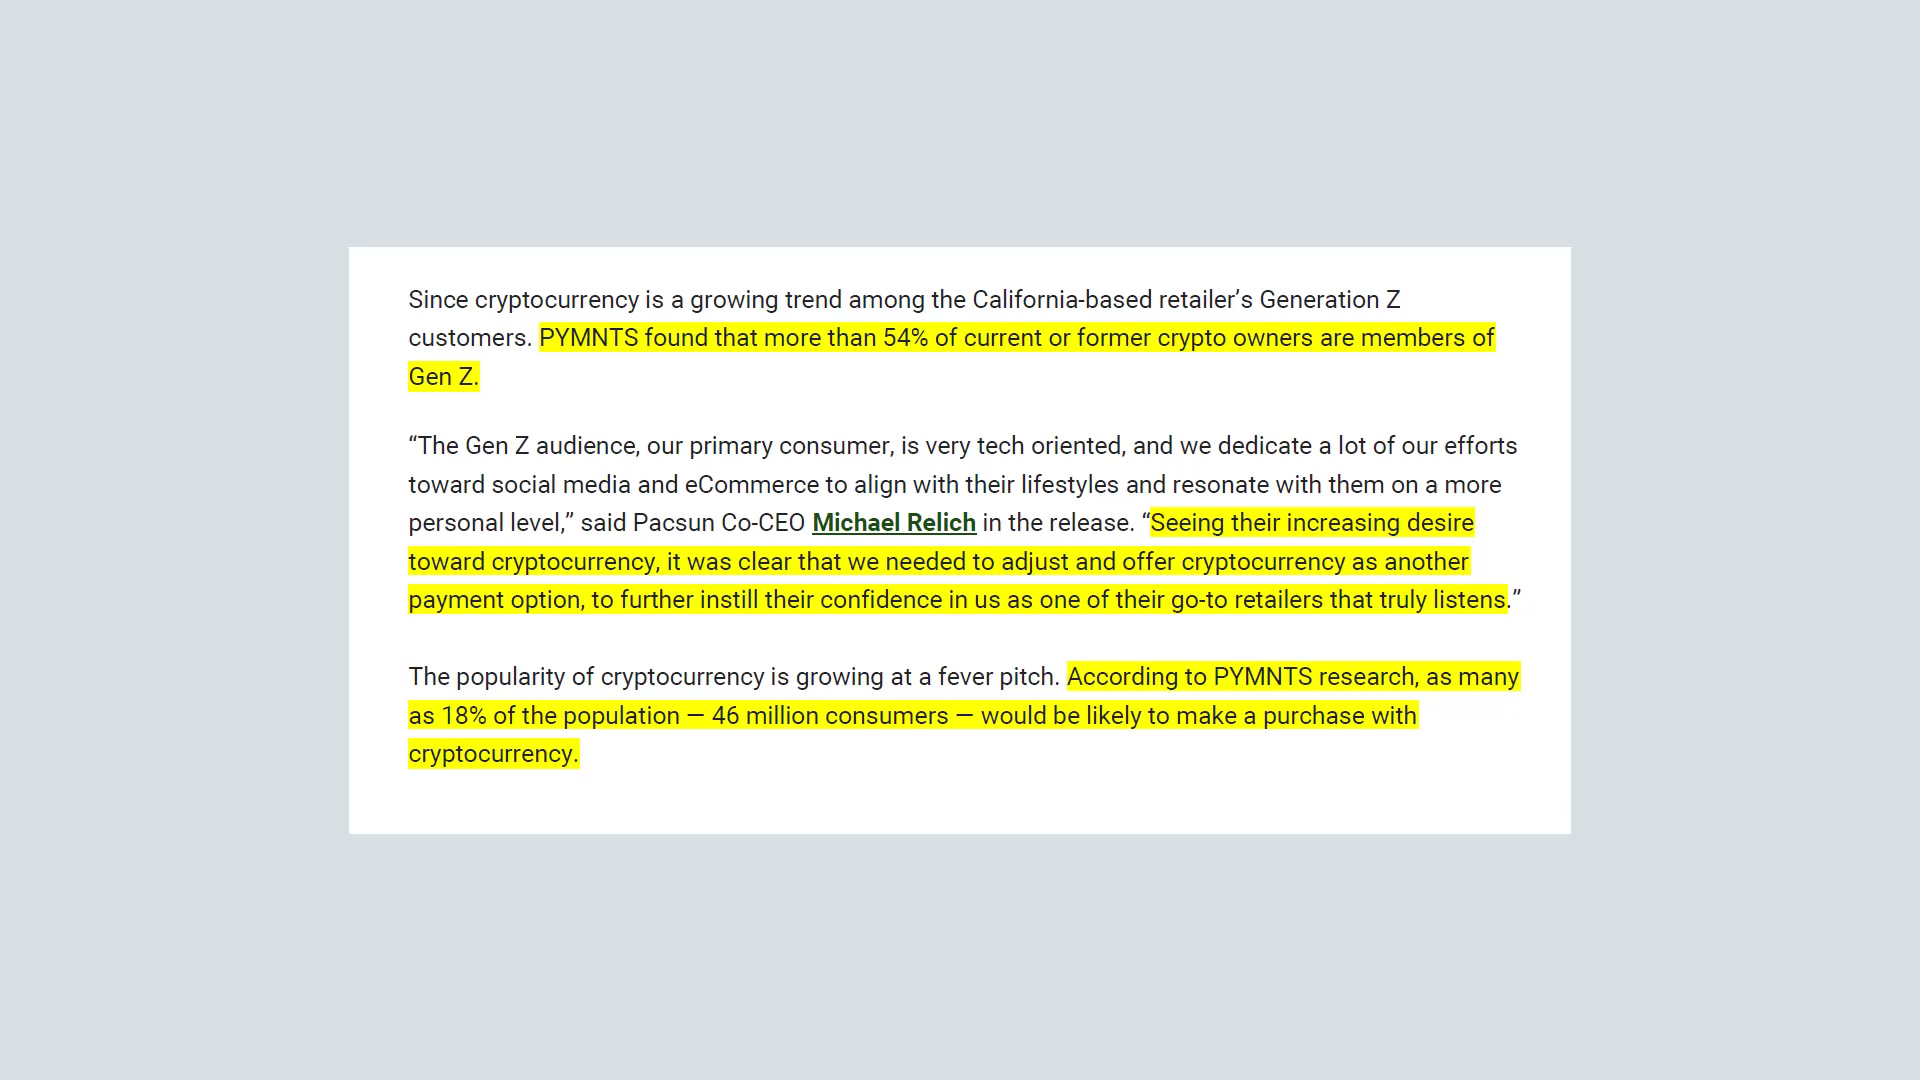 Since cryptocurrency is a growing trend among the California-based retailer’s Generation Z
customers. PYMNTS found that more than 54% of current or former crypto owners are members of
Gen Z.
“The Gen Z audience, our primary consumer, is very tech oriented, and we dedicate a lot of our efforts
toward social media and eCommerce to align with their lifestyles and resonate with them on a more
personal level,” said Pacsun Co-CEO Michael Relich in the release. “Seeing their increasing desire
toward cryptocurrency, it was clear that we needed to adjust and offer cryptocurrency as another
payment option, to further instill their confidence in us as one of their go-to retailers that truly listens.”
The popularity of cryptocurrency is growing at a fever pitch. According to PYMNTS research, as many
as 18% of the population — 46 million consumers — would be likely to make a purchase with
cryptocurrency.